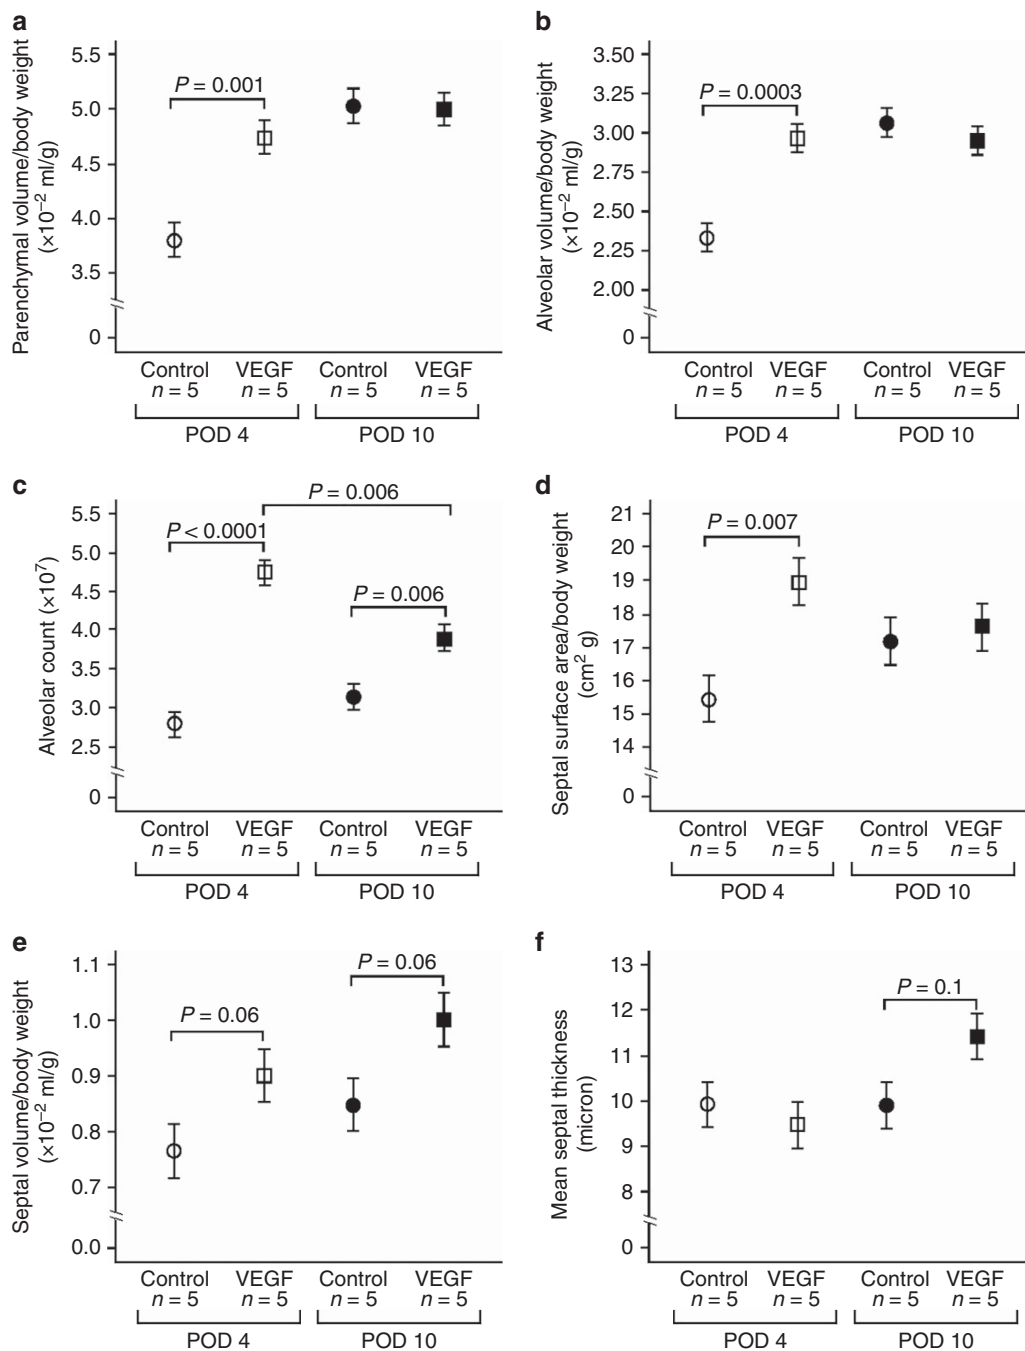 a
Parenchymal volume/body weight
(×10⁻² ml/g)
5.5
5.0
4.5
4.0
3.5
0
P = 0.001
Control
n = 5
VEGF
n = 5
Control
n = 5
VEGF
n = 5
POD 4
POD 10
b
Alveolar volume/body weight
(×10⁻² ml/g)
3.50
3.25
3.00
2.75
2.50
2.25
2.00
0
P = 0.0003
Control
n = 5
VEGF
n = 5
Control
n = 5
VEGF
n = 5
POD 4
POD 10
c
Alveolar count (×10⁷)
5.5
5.0
4.5
4.0
3.5
3.0
2.5
0
P = 0.006
P < 0.0001
P = 0.006
Control
n = 5
VEGF
n = 5
Control
n = 5
VEGF
n = 5
POD 4
POD 10
d
Septal surface area/body weight
(cm² g)
21
20
19
18
17
16
15
14
0
P = 0.007
Control
n = 5
VEGF
n = 5
Control
n = 5
VEGF
n = 5
POD 4
POD 10
e
Septal volume/body weight
(×10⁻² ml/g)
1.1
1.0
0.9
0.8
0.7
0.0
P = 0.06
P = 0.06
Control
n = 5
VEGF
n = 5
Control
n = 5
VEGF
n = 5
POD 4
POD 10
f
Mean septal thickness
(micron)
13
12
11
10
9
8
0
P = 0.1
Control
n = 5
VEGF
n = 5
Control
n = 5
VEGF
n = 5
POD 4
POD 10